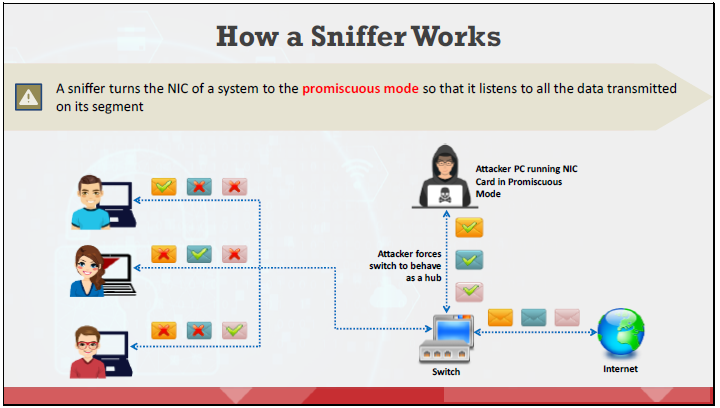 How a Sniffer Works
A sniffer turns the NIC of a system to the promiscuous mode so that it listens to all the data transmitted
on its segment
Attacker PC running NIC
Card in Promiscuous
Mode
Attacker forces
switch to behave
as a hub
Switch
Internet